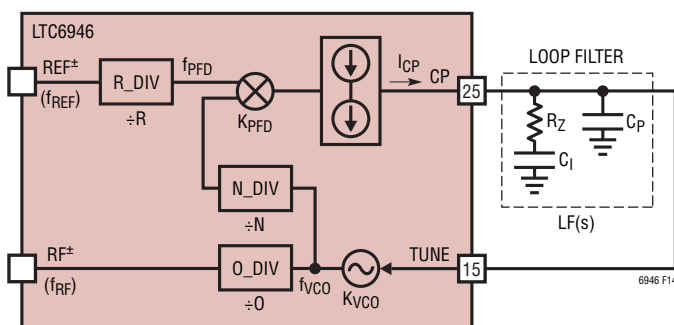 LTC6946
REF±
(fREF)
R_DIV
÷R
fPFD
KPFD
ICP
CP
25
LOOP FILTER
RZ
CI
CP
LF(s)
N_DIV
÷N
RF±
(fRF)
O_DIV
÷O
fVCO
KVCO
TUNE
15
6946 F14